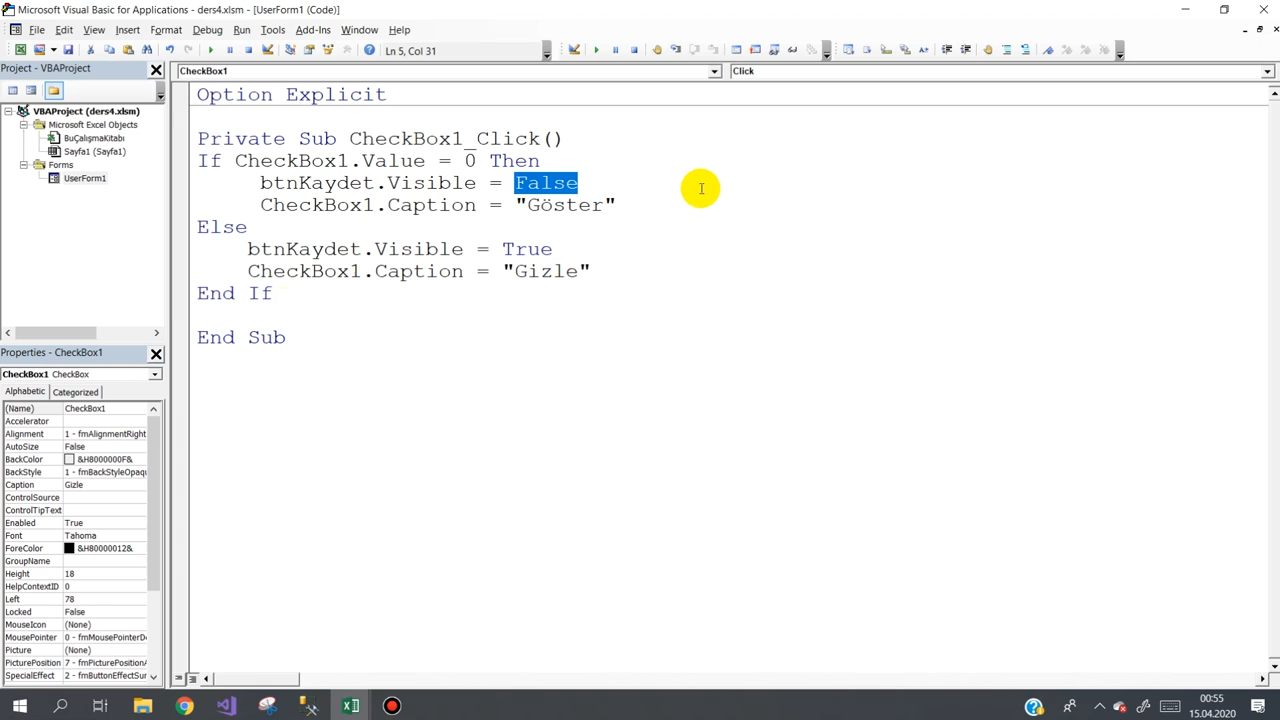 Microsoft Visual Basic for Applications - ders4.xlsm - [UserForm1 (Code)]
File Edit View Insert Format Debug Run Tools Add-Ins Window Help
Ln 5, Col 31
Project - VBAProject
CheckBox1
Click
VBAProject (ders4.xlsm)
Microsoft Excel Objects
BuÇalışmaKitabı
Sayfa1 (Sayfa1)
Forms
UserForm1
Option Explicit
Private Sub CheckBox1_Click()
If CheckBox1.Value = 0 Then
btnKaydet.Visible = False
CheckBox1.Caption = "Göster"
Else
btnKaydet.Visible = True
CheckBox1.Caption = "Gizle"
End If
End Sub
Properties - CheckBox1
CheckBox1 CheckBox
Alphabetic Categorized
(Name) CheckBox1
Accelerator
Alignment 1 - fmAlignmentRight
AutoSize False
BackColor &H8000000F&
BackStyle 1 - fmBackStyleOpaqu
Caption Gizle
ControlSource
ControlTipText
Enabled True
Font Tahoma
ForeColor &H80000012&
GroupName
Height 18
HelpContextID 0
Left 78
Locked False
MouseIcon (None)
MousePointer 0 - fmMousePointerDe
Picture (None)
PicturePosition 7 - fmPicturePositionA
SpecialEffect 2 - fmButtonEffectSun
00:55
15.04.2020